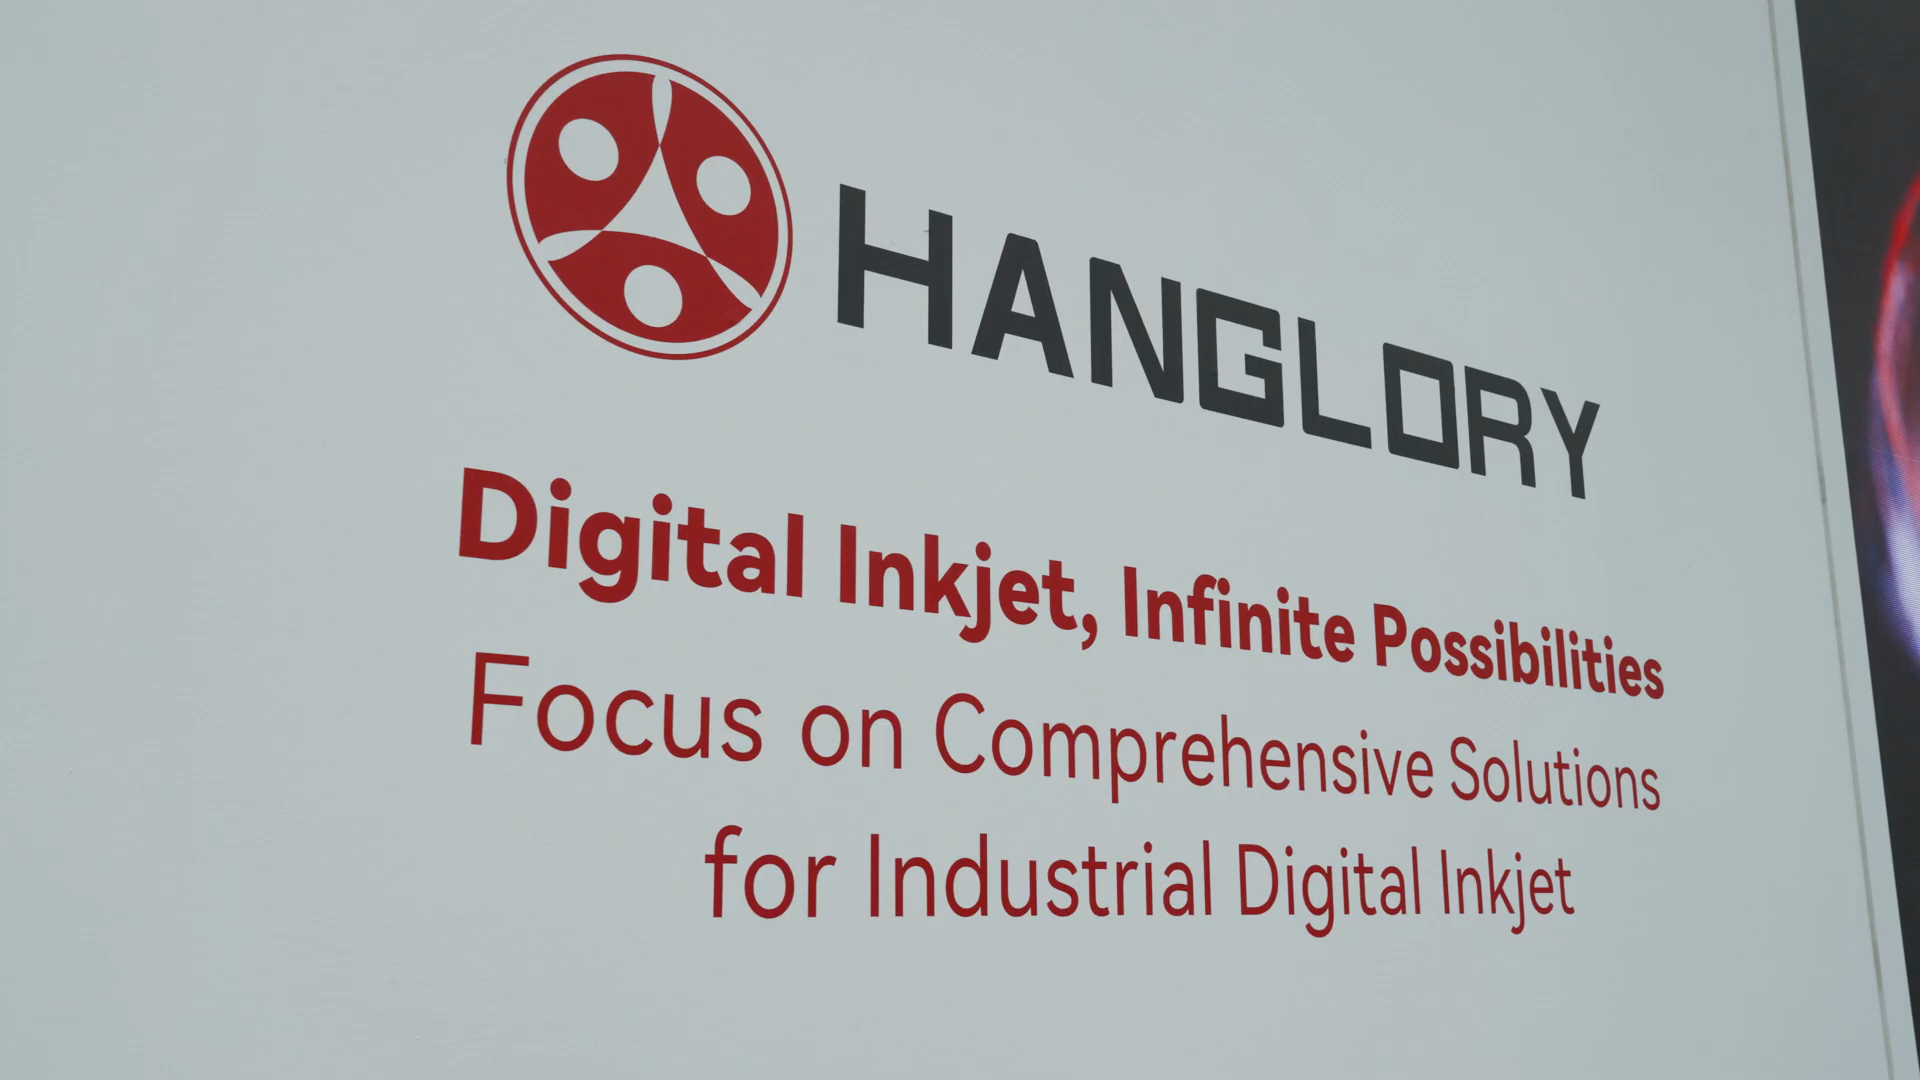 HANGLORY
Digital Inkjet, Infinite Possibilities
Focus on Comprehensive Solutions
for Industrial Digital Inkjet